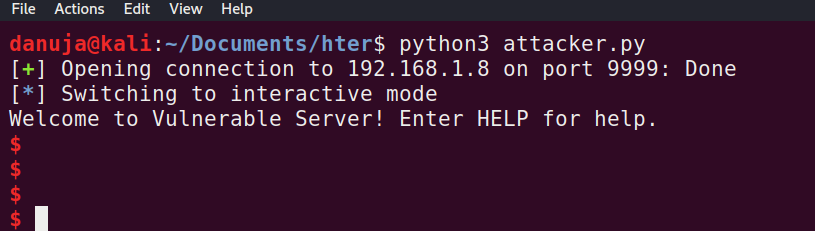 File Actions Edit View Help
danuja@kali:~/Documents/hter$ python3 attacker.py
[+] Opening connection to 192.168.1.8 on port 9999: Done
[*] Switching to interactive mode
Welcome to Vulnerable Server! Enter HELP for help.
$
$
$
$